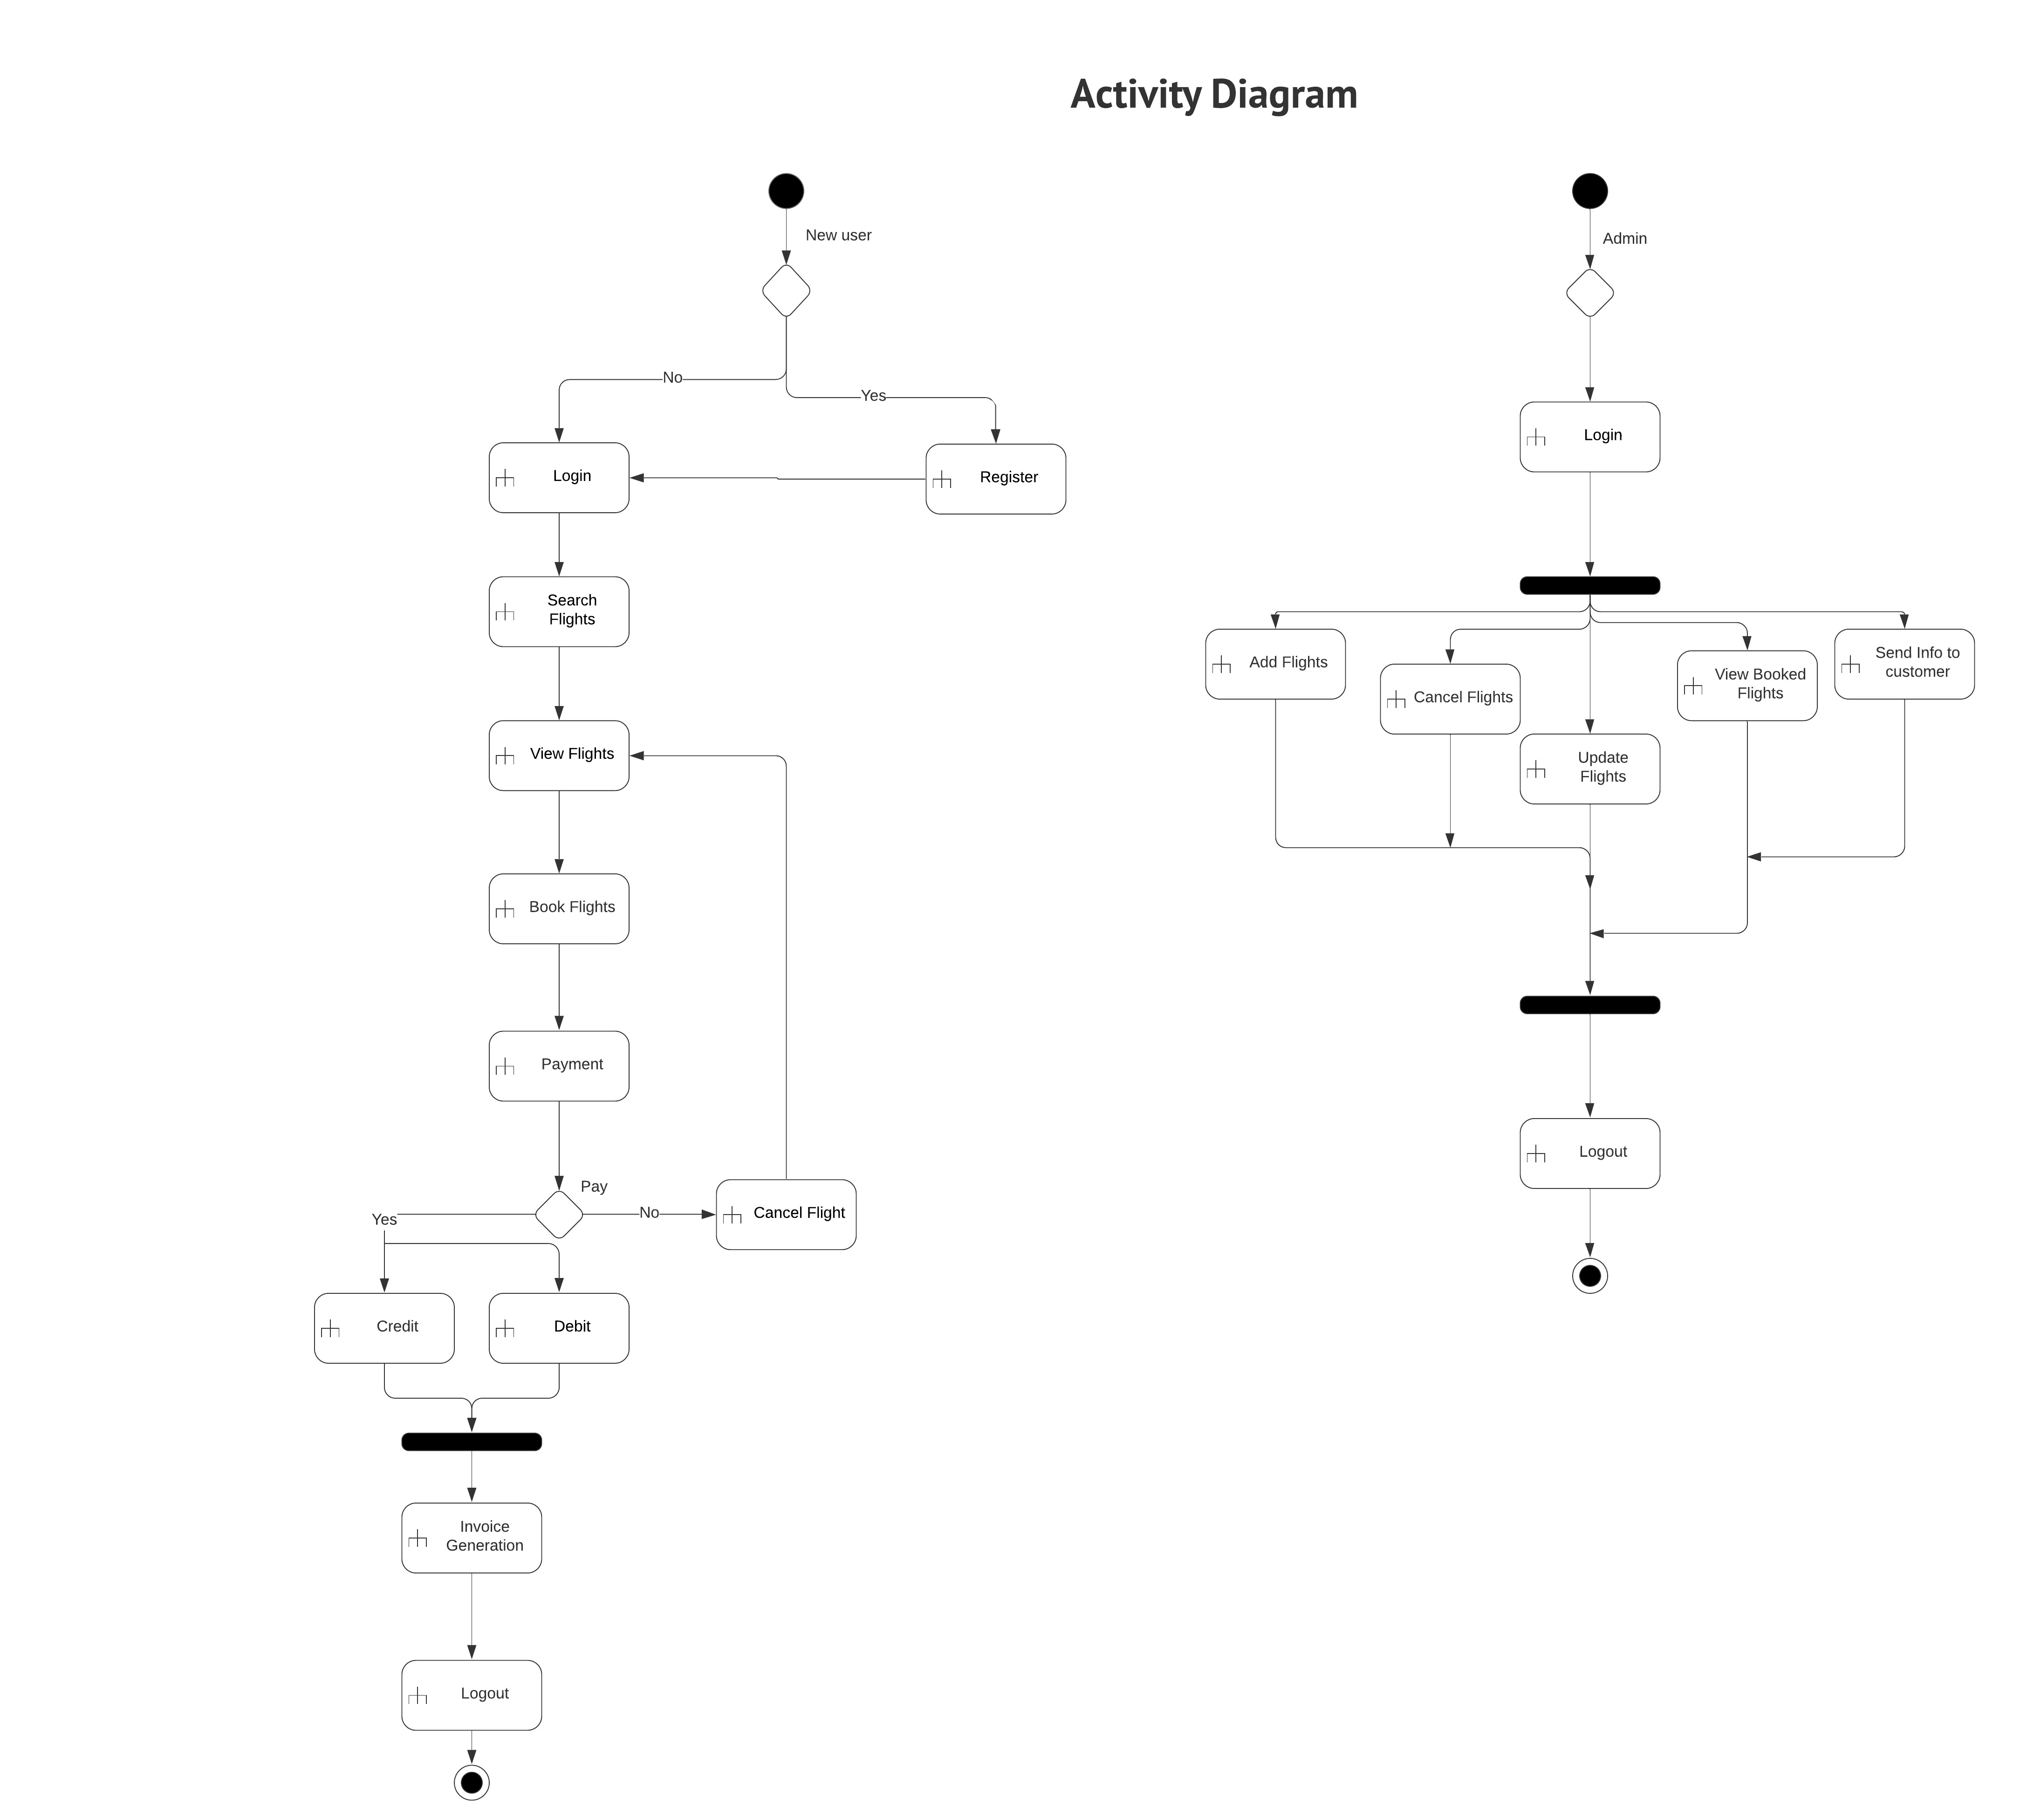 Activity Diagram
New user
No
Yes
Login
Register
Search
Flights
View Flights
Book Flights
Payment
Pay
Yes
No
Cancel Flight
Credit
Debit
Invoice
Generation
Logout
Admin
Login
Add Flights
Cancel Flights
Update
Flights
View Booked
Flights
Send Info to
customer
Logout